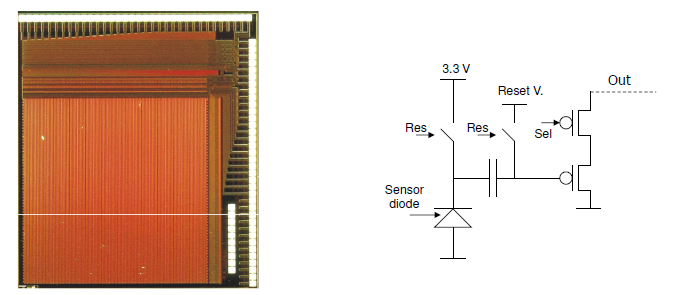 3.3 V
Reset V.
Out
Res
Res
Sel
Sensor
diode